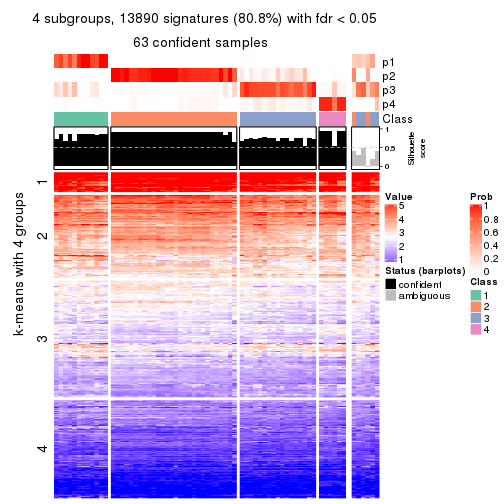 4 subgroups, 13890 signatures (80.8%) with fdr < 0.05
63 confident samples
p1
p2
p3
p4
Class
1
0.5
0
Silhouette
score
k-means with 4 groups
1
2
3
4
Value
5
4
3
2
1
Status (barplots)
confident
ambiguous
Prob
1
0.8
0.6
0.4
0.2
0
Class
1
2
3
4